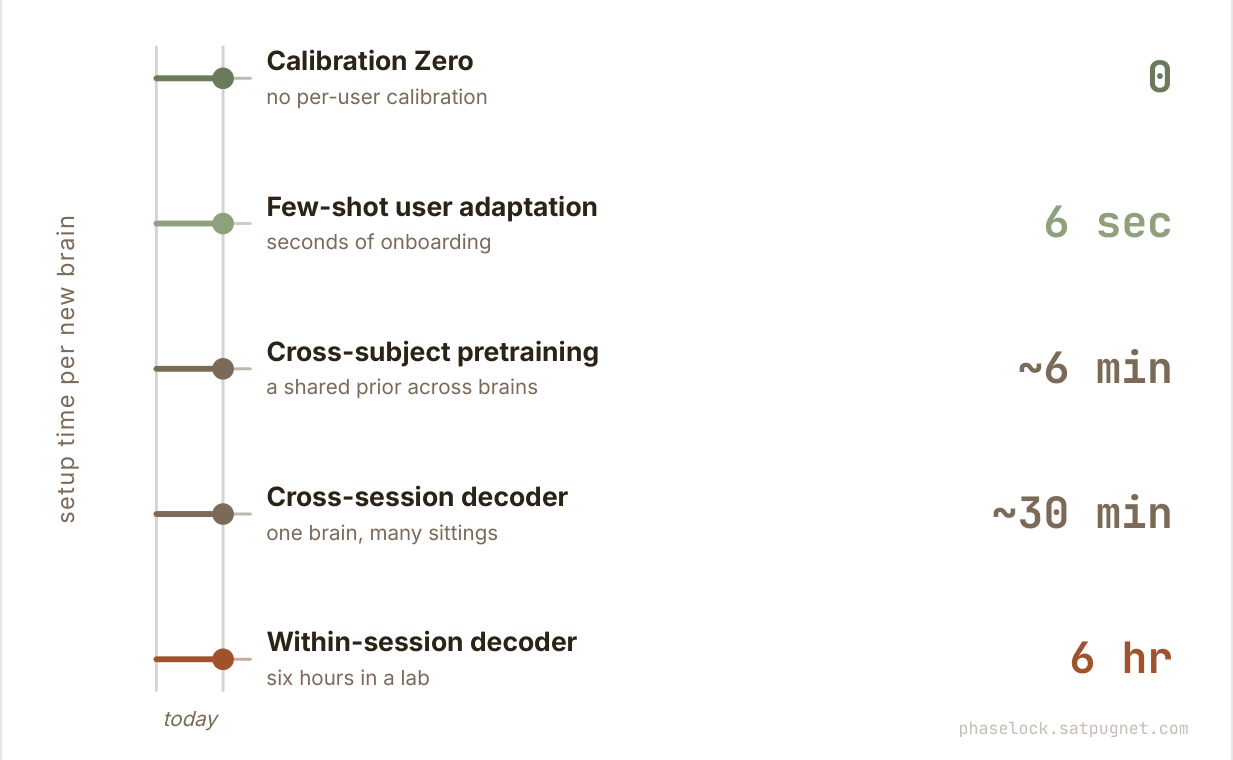 Calibration Zero
no per-user calibration
0
Few-shot user adaptation
seconds of onboarding
6 sec
Cross-subject pretraining
a shared prior across brains
~6 min
Cross-session decoder
one brain, many sittings
~30 min
Within-session decoder
six hours in a lab
6 hr
setup time per new brain
today
phaselock.satpugnet.com